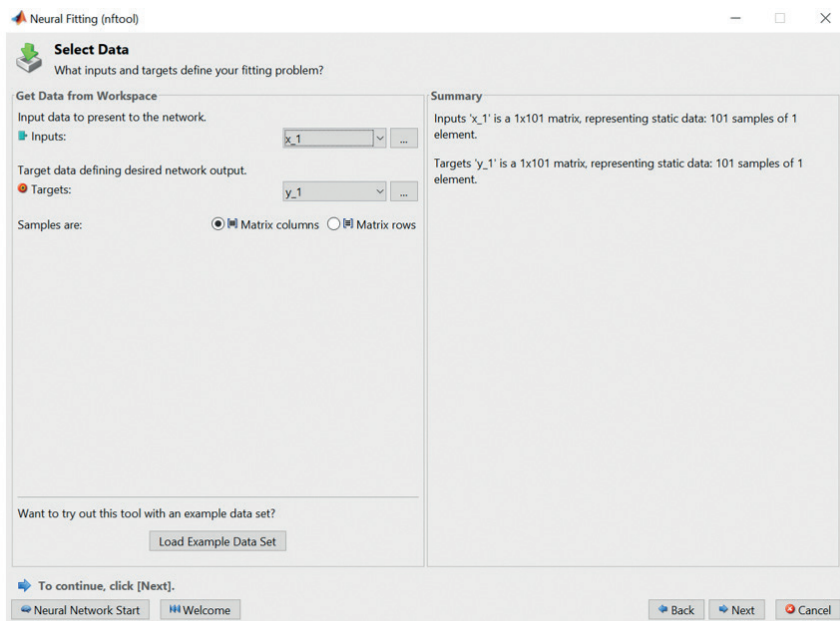 Neural Fitting (nftool)
Select Data
What inputs and targets define your fitting problem?
Get Data from Workspace
Input data to present to the network.
Inputs:
x_1
...
Target data defining desired network output.
Targets:
y_1
...
Samples are:
Matrix columns
Matrix rows
Want to try out this tool with an example data set?
Load Example Data Set
Summary
Inputs 'x_1' is a 1x101 matrix, representing static data: 101 samples of 1
element.
Targets 'y_1' is a 1x101 matrix, representing static data: 101 samples of 1
element.
To continue, click [Next].
Neural Network Start
Welcome
Back
Next
Cancel